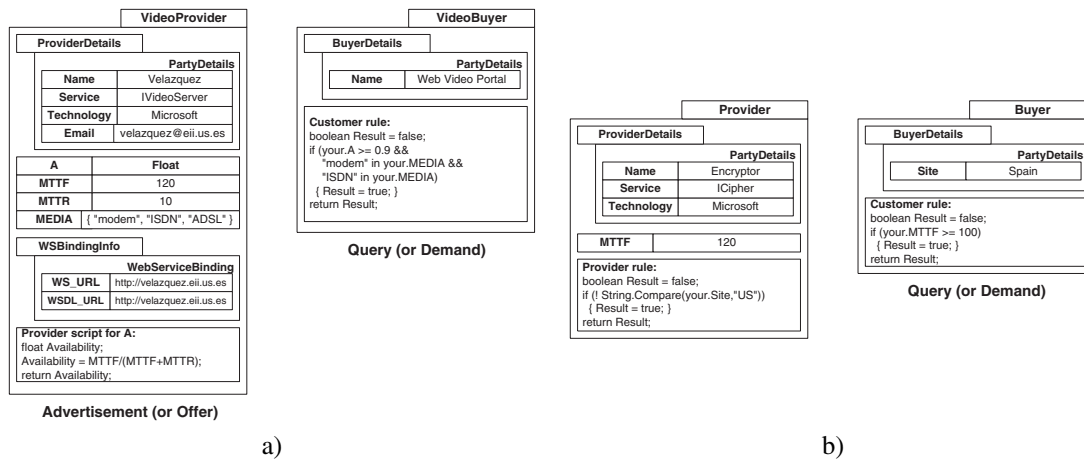 VideoProvider
ProviderDetails
PartyDetails
Name Velazquez
Service IVideoServer
Technology Microsoft
Email velazquez@eii.us.es
A Float
MTTF 120
MTTR 10
MEDIA { "modem", "ISDN", "ADSL" }
WSBindingInfo
WebServiceBinding
WS_URL http://velazquez.eii.us.es
WSDL_URL http://velazquez.eii.us.es
Provider script for A:
float Availability;
Availability = MTTF/(MTTF+MTTR);
return Availability;
Advertisement (or Offer)
VideoBuyer
BuyerDetails
PartyDetails
Name Web Video Portal
Customer rule:
boolean Result = false;
if (your.A >= 0.9 &&
"modem" in your.MEDIA &&
"ISDN" in your.MEDIA)
{ Result = true; }
return Result;
Query (or Demand)
a)
Provider
ProviderDetails
PartyDetails
Name Encryptor
Service ICipher
Technology Microsoft
MTTF 120
Provider rule:
boolean Result = false;
if (! String.Compare(your.Site,"US"))
{ Result = true; }
return Result;
Buyer
BuyerDetails
PartyDetails
Site Spain
Customer rule:
boolean Result = false;
if (your.MTTF >= 100)
{ Result = true; }
return Result;
Query (or Demand)
b)